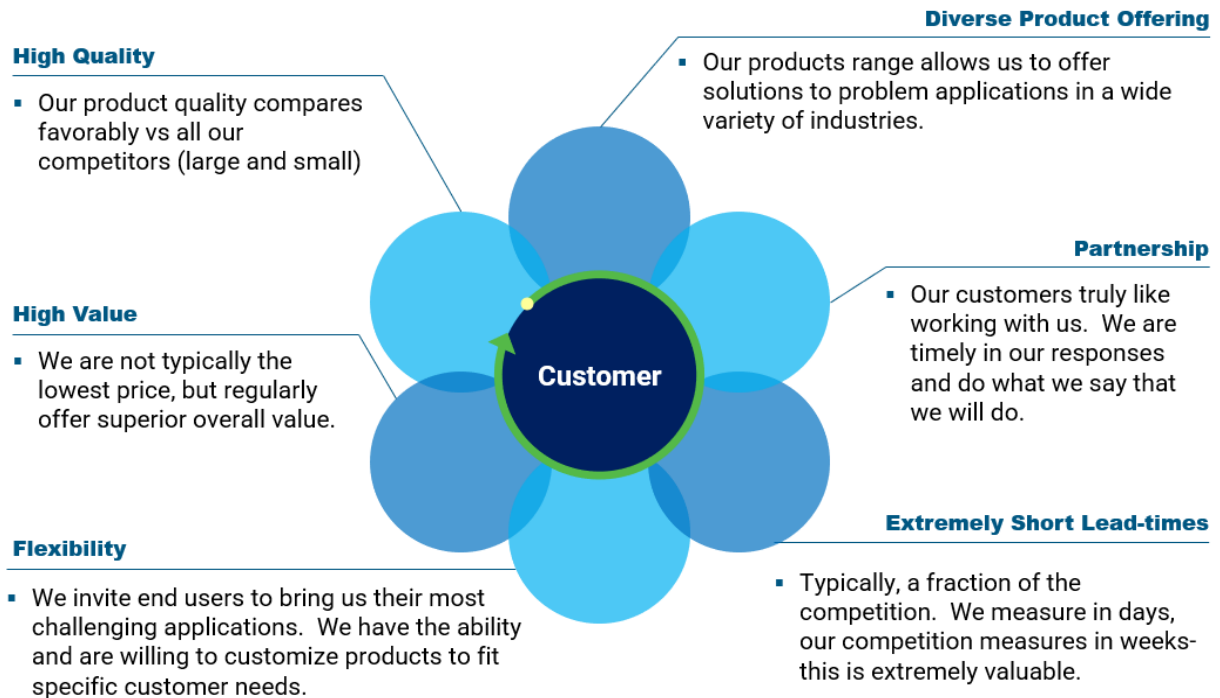 Diverse Product Offering
▪ Our products range allows us to offer
solutions to problem applications in a wide
variety of industries.
High Quality
▪ Our product quality compares
favorably vs all our
competitors (large and small)
Partnership
▪ Our customers truly like
working with us.  We are
timely in our responses
and do what we say that
we will do.
High Value
▪ We are not typically the
lowest price, but regularly
offer superior overall value.
Customer
Extremely Short Lead-times
▪ Typically, a fraction of the
competition.  We measure in days,
our competition measures in weeks-
this is extremely valuable.
Flexibility
▪ We invite end users to bring us their most
challenging applications.  We have the ability
and are willing to customize products to fit
specific customer needs.